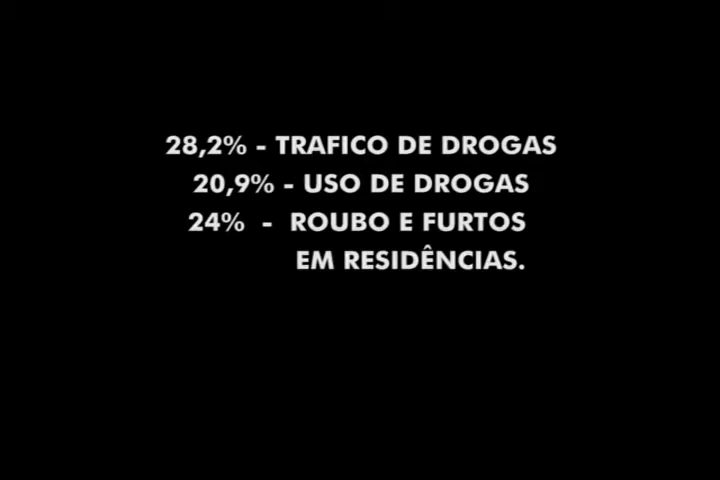 28,2% - TRAFICO DE DROGAS
20,9% - USO DE DROGAS
24% - ROUBO E FURTOS
EM RESIDÊNCIAS.